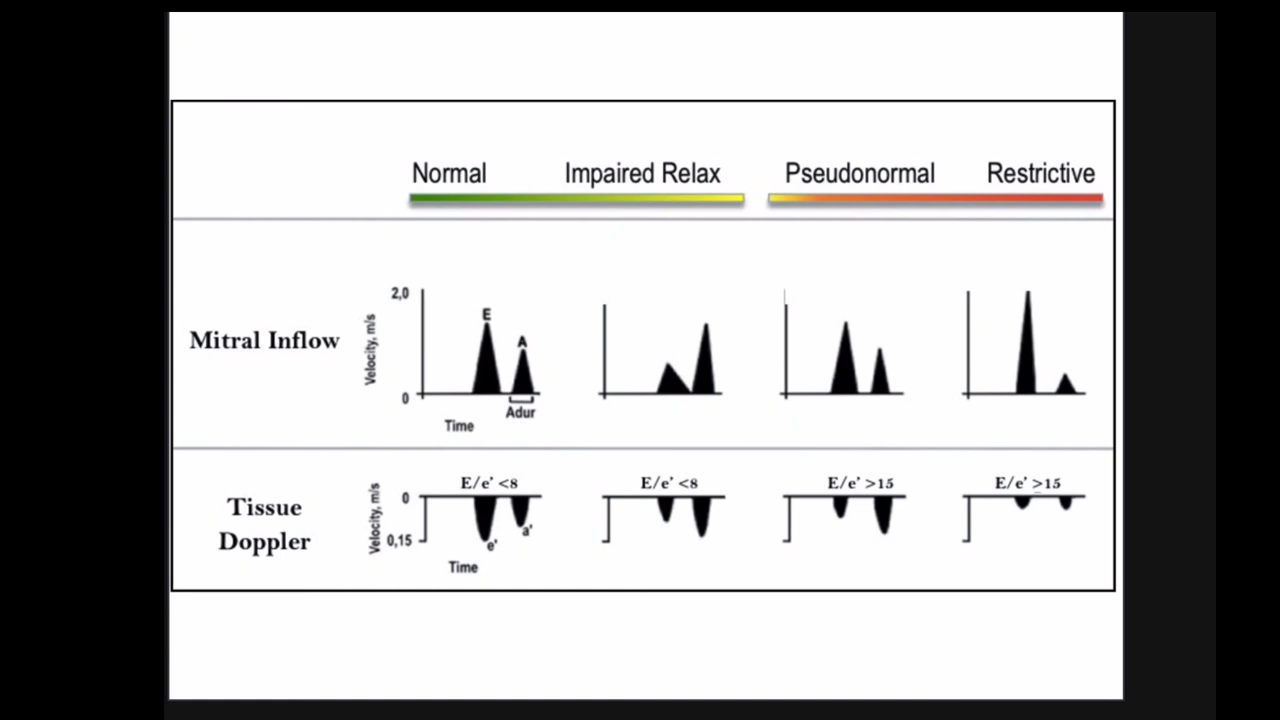 Normal
Impaired Relax
Pseudonormal
Restrictive
Mitral Inflow
Velocity, m/s
2,0
0
E
A
Adur
Time
Tissue
Doppler
Velocity, m/s
0
0,15
E/e' <8
e'
a'
Time
E/e' <8
E/e' >15
E/e' >15